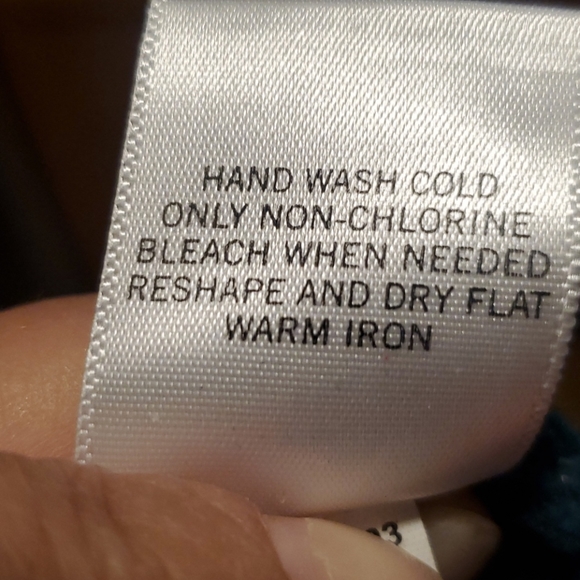 HAND WASH COLD
ONLY NON-CHLORINE
BLEACH WHEN NEEDED
RESHAPE AND DRY FLAT
WARM IRON